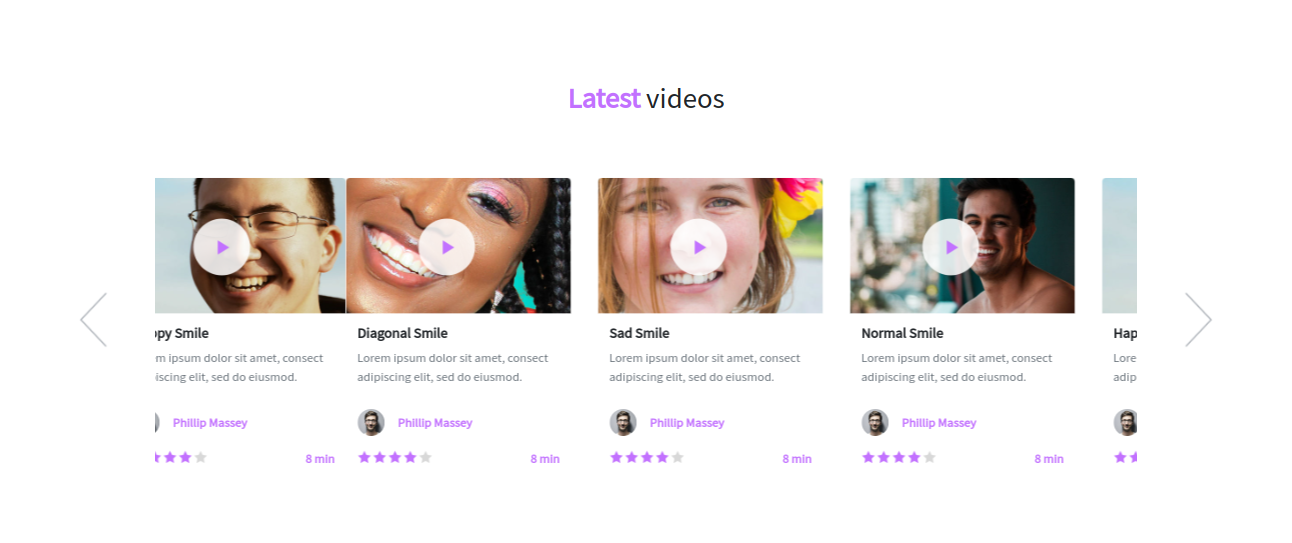 Latest videos
ppy Smile
m ipsum dolor sit amet, consect
iscing elit, sed do eiusmod.
Phillip Massey
8 min
Diagonal Smile
Lorem ipsum dolor sit amet, consect
adipiscing elit, sed do eiusmod.
Phillip Massey
8 min
Sad Smile
Lorem ipsum dolor sit amet, consect
adipiscing elit, sed do eiusmod.
Phillip Massey
8 min
Normal Smile
Lorem ipsum dolor sit amet, consect
adipiscing elit, sed do eiusmod.
Phillip Massey
8 min
Hap
Lore
adip